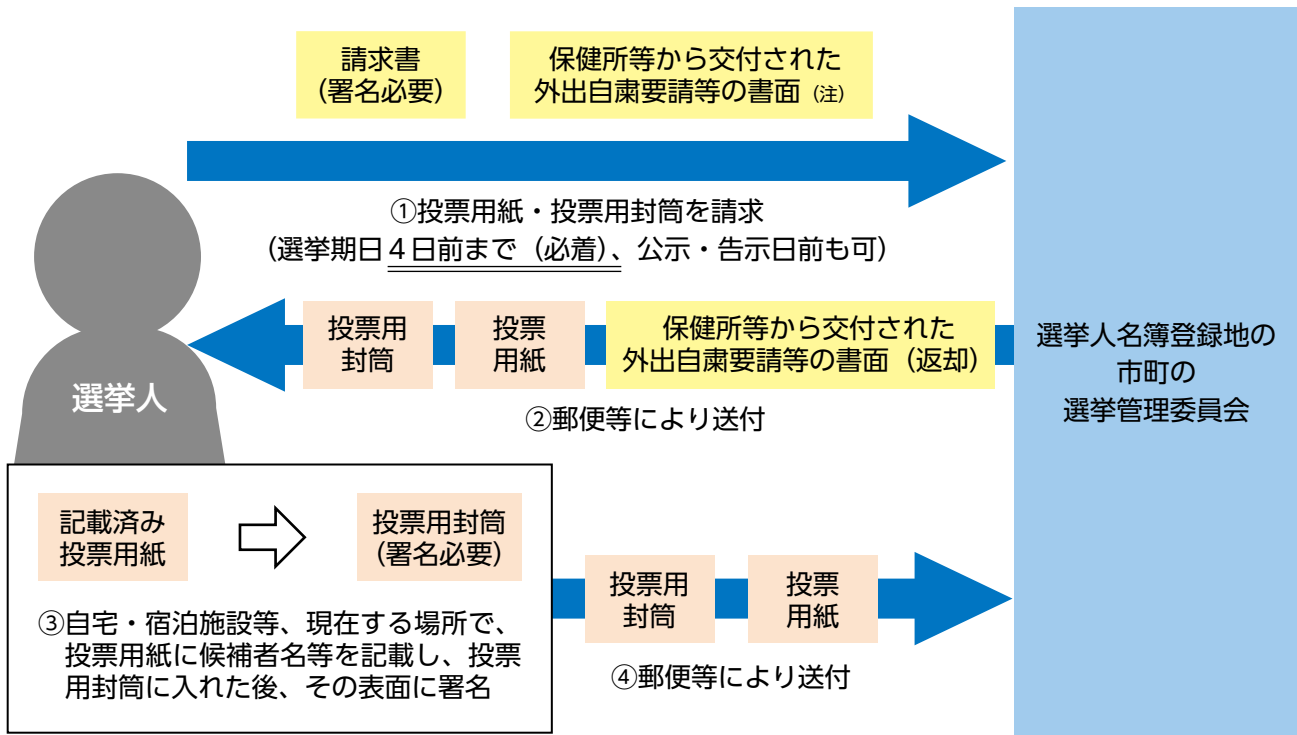 請求書
（署名必要）
保健所等から交付された
外出自粛要請等の書面（注）
①投票用紙・投票用封筒を請求
（選挙期日４日前まで（必着）、公示・告示日前も可）
投票用
封筒
投票
用紙
保健所等から交付された
外出自粛要請等の書面（返却）
②郵便等により送付
選挙人
選挙人名簿登録地の
市町の
選挙管理委員会
記載済み
投票用紙
投票用封筒
（署名必要）
③自宅・宿泊施設等、現在する場所で、
投票用紙に候補者名等を記載し、投票
用封筒に入れた後、その表面に署名
投票用
封筒
投票
用紙
④郵便等により送付